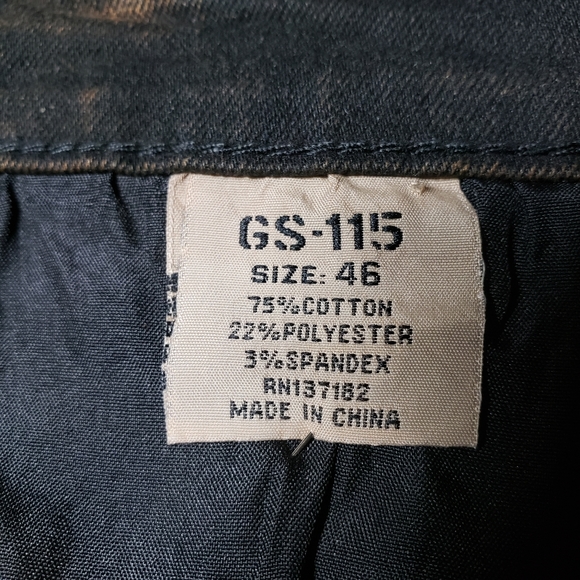 GS-115
SIZE: 46
75%COTTON
22%POLYESTER
3%SPANDEX
RN137182
MADE IN CHINA